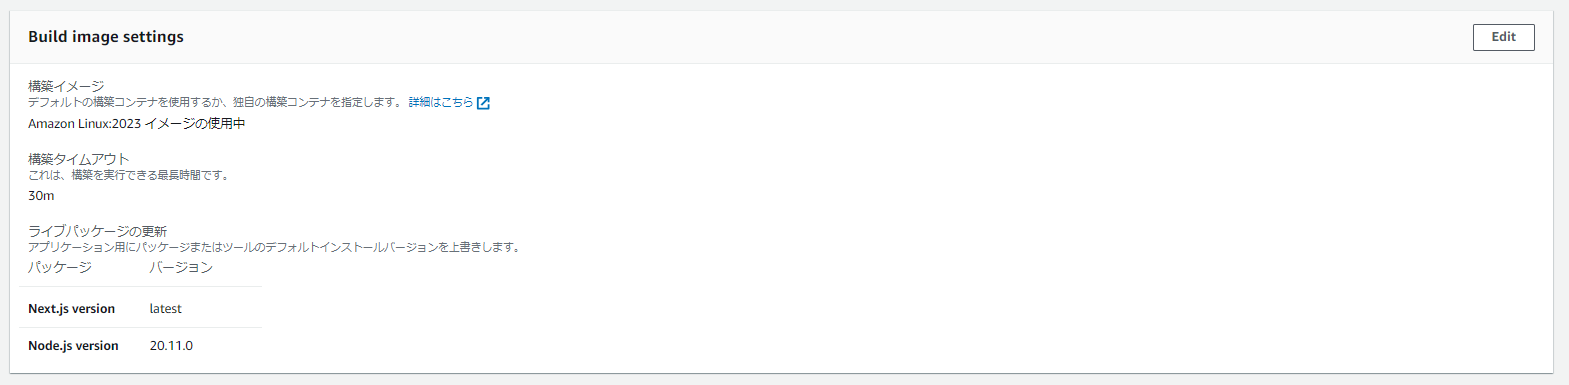 Build image settings
Edit
構築イメージ
デフォルトの構築コンテナを使用するか、独自の構築コンテナを指定します。 詳細はこちら
Amazon Linux:2023 イメージの使用中
構築タイムアウト
これは、構築を実行できる最長時間です。
30m
ライブパッケージの更新
アプリケーション用にパッケージまたはツールのデフォルトインストールバージョンを上書きします。
パッケージ バージョン
Next.js version latest
Node.js version 20.11.0